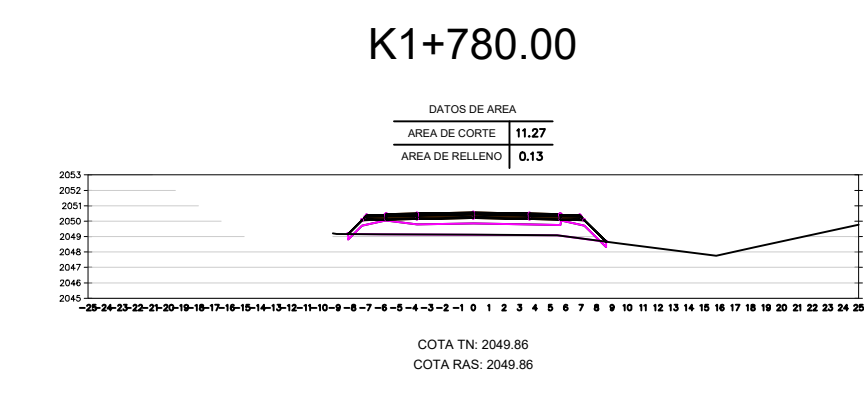 K1+780.00
DATOS DE AREA
AREA DE CORTE 11.27
AREA DE RELLENO 0.13
2053
2052
2051
2050
2049
2048
2047
2046
2045
-25-24-23-22-21-20-19-18-17-16-15-14-13-12-11-10-9 -8 -7 -6 -5 -4 -3 -2 -1 0 1 2 3 4 5 6 7 8 9 10 11 12 13 14 15 16 17 18 19 20 21 22 23 24 25
COTA TN: 2049.86
COTA RAS: 2049.86